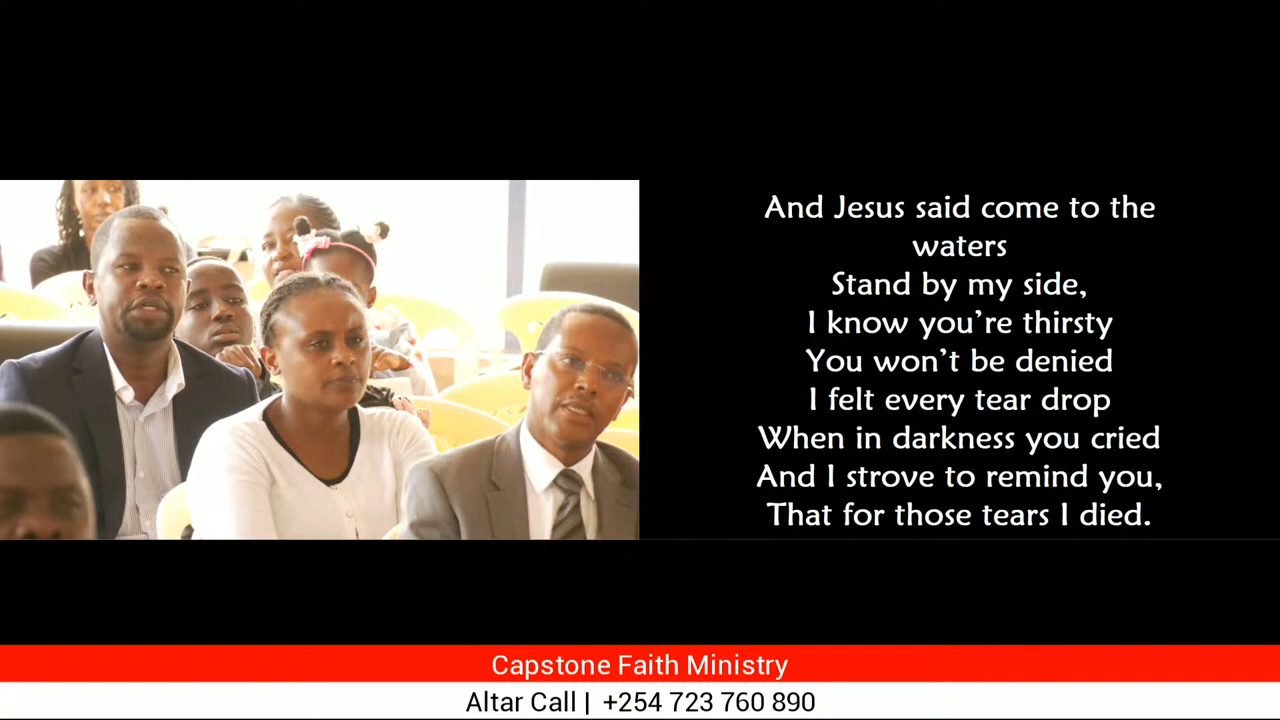 And Jesus said come to the
waters
Stand by my side,
I know you're thirsty
You won't be denied
I felt every tear drop
When in darkness you cried
And I strove to remind you,
That for those tears I died.
Capstone Faith Ministry
Altar Call | +254 723 760 890